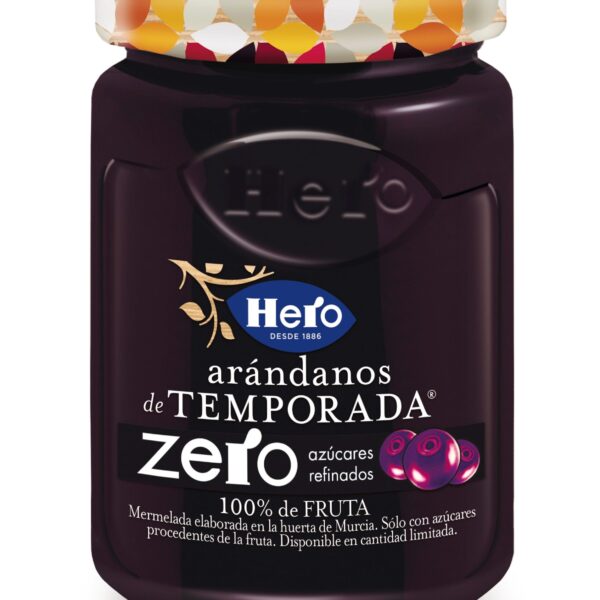 Hero
Hero
DESDE 1886
arándanos
de TEMPORADA®
zero azúcares
refinados
100% de FRUTA
Mermelada elaborada en la huerta de Murcia. Sólo con azúcares
procedentes de la fruta. Disponible en cantidad limitada.